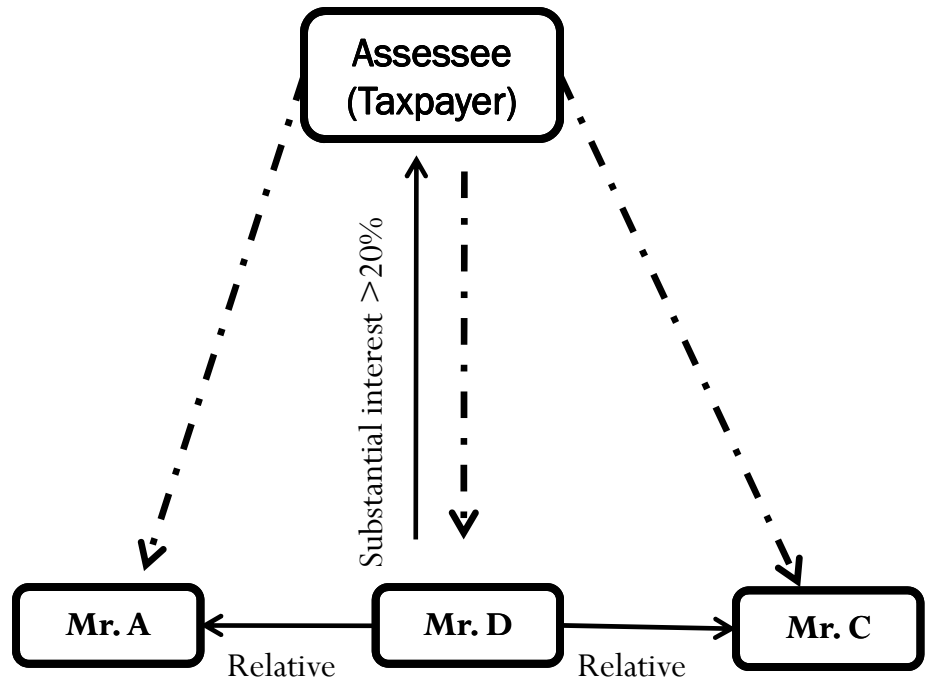 Assessee
(Taxpayer)
Substantial interest >20%
Mr. A
Mr. D
Mr. C
Relative
Relative